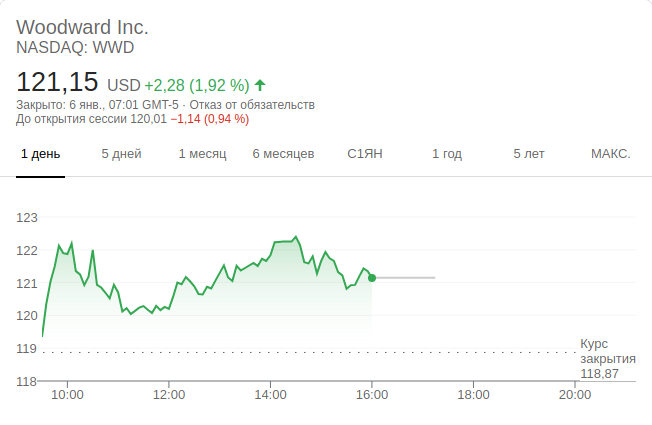 Woodward Inc.
NASDAQ: WWD
121,15 USD +2,28 (1,92 %)
Закрыто: 6 янв., 07:01 GMT-5 · Отказ от обязательств
До открытия сессии 120,01 −1,14 (0,94 %)
1 день 5 дней 1 месяц 6 месяцев С1ЯН 1 год 5 лет МАКС.
123
122
121
120
119
118
Курс
закрытия
118,87
10:00 12:00 14:00 16:00 18:00 20:00